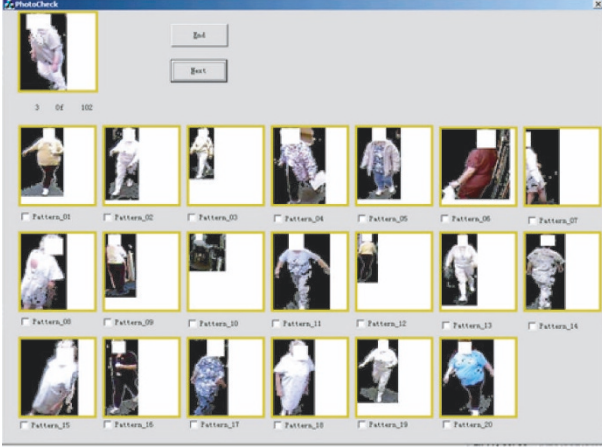 PhotoCheck
End
Next
3 Of 102
Pattern_01 Pattern_02 Pattern_03 Pattern_04 Pattern_05 Pattern_06 Pattern_07
Pattern_08 Pattern_09 Pattern_10 Pattern_11 Pattern_12 Pattern_13 Pattern_14
Pattern_15 Pattern_16 Pattern_17 Pattern_18 Pattern_19 Pattern_20